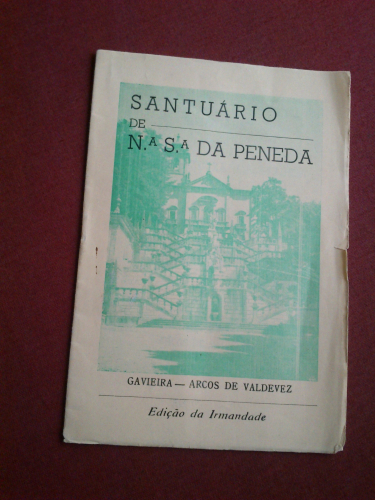 SANTUÁRIO
DE
N.ª S.ª DA PENEDA
GAVIEIRA — ARCOS DE VALDEVEZ
Edição da Irmandade